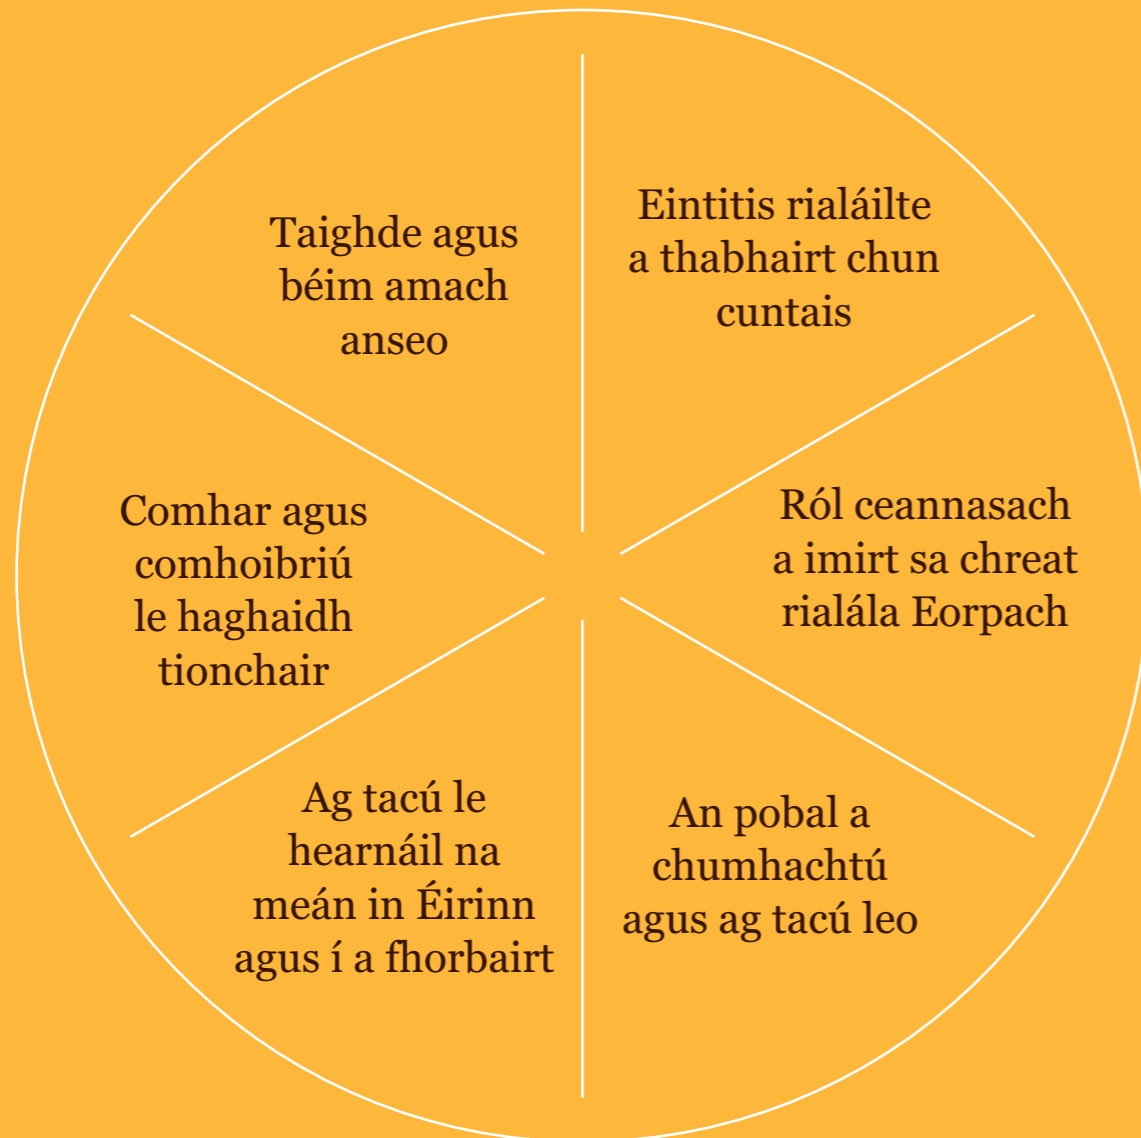 Taighde agus
béim amach
anseo
Eintitis rialáilte
a thabhairt chun
cuntais
Comhar agus
comhoibriú
le haghaidh
tionchair
Ról ceannasach
a imirt sa chreat
rialála Eorpach
Ag tacú le
hearnáil na
meán in Éirinn
agus í a fhorbairt
An pobal a
chumhachtú
agus ag tacú leo